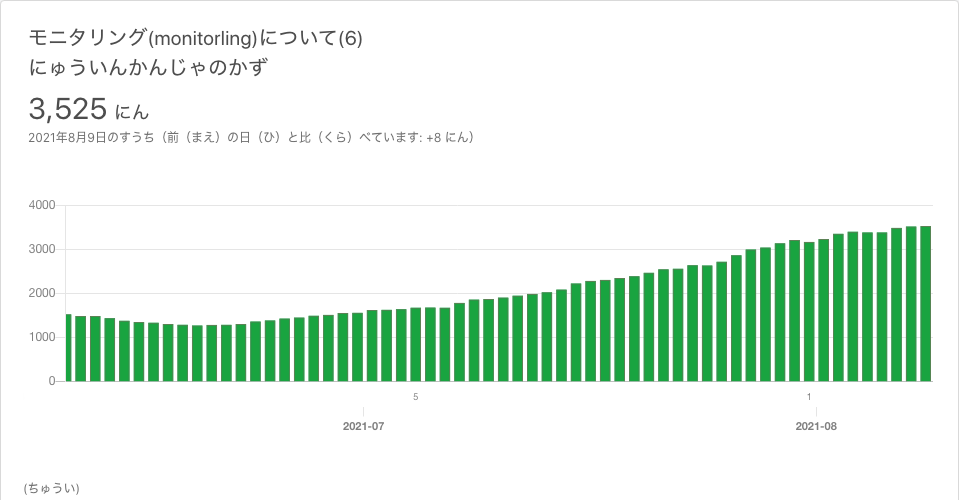 モニタリング(monitorling)について(6)
にゅういんかんじゃのかず
3,525 にん
2021年8月9日のすうち（前（まえ）の日（ひ）と比（くら）べています: +8 にん）
4000
3000
2000
1000
0
5
1
2021-07
2021-08
(ちゅうい)